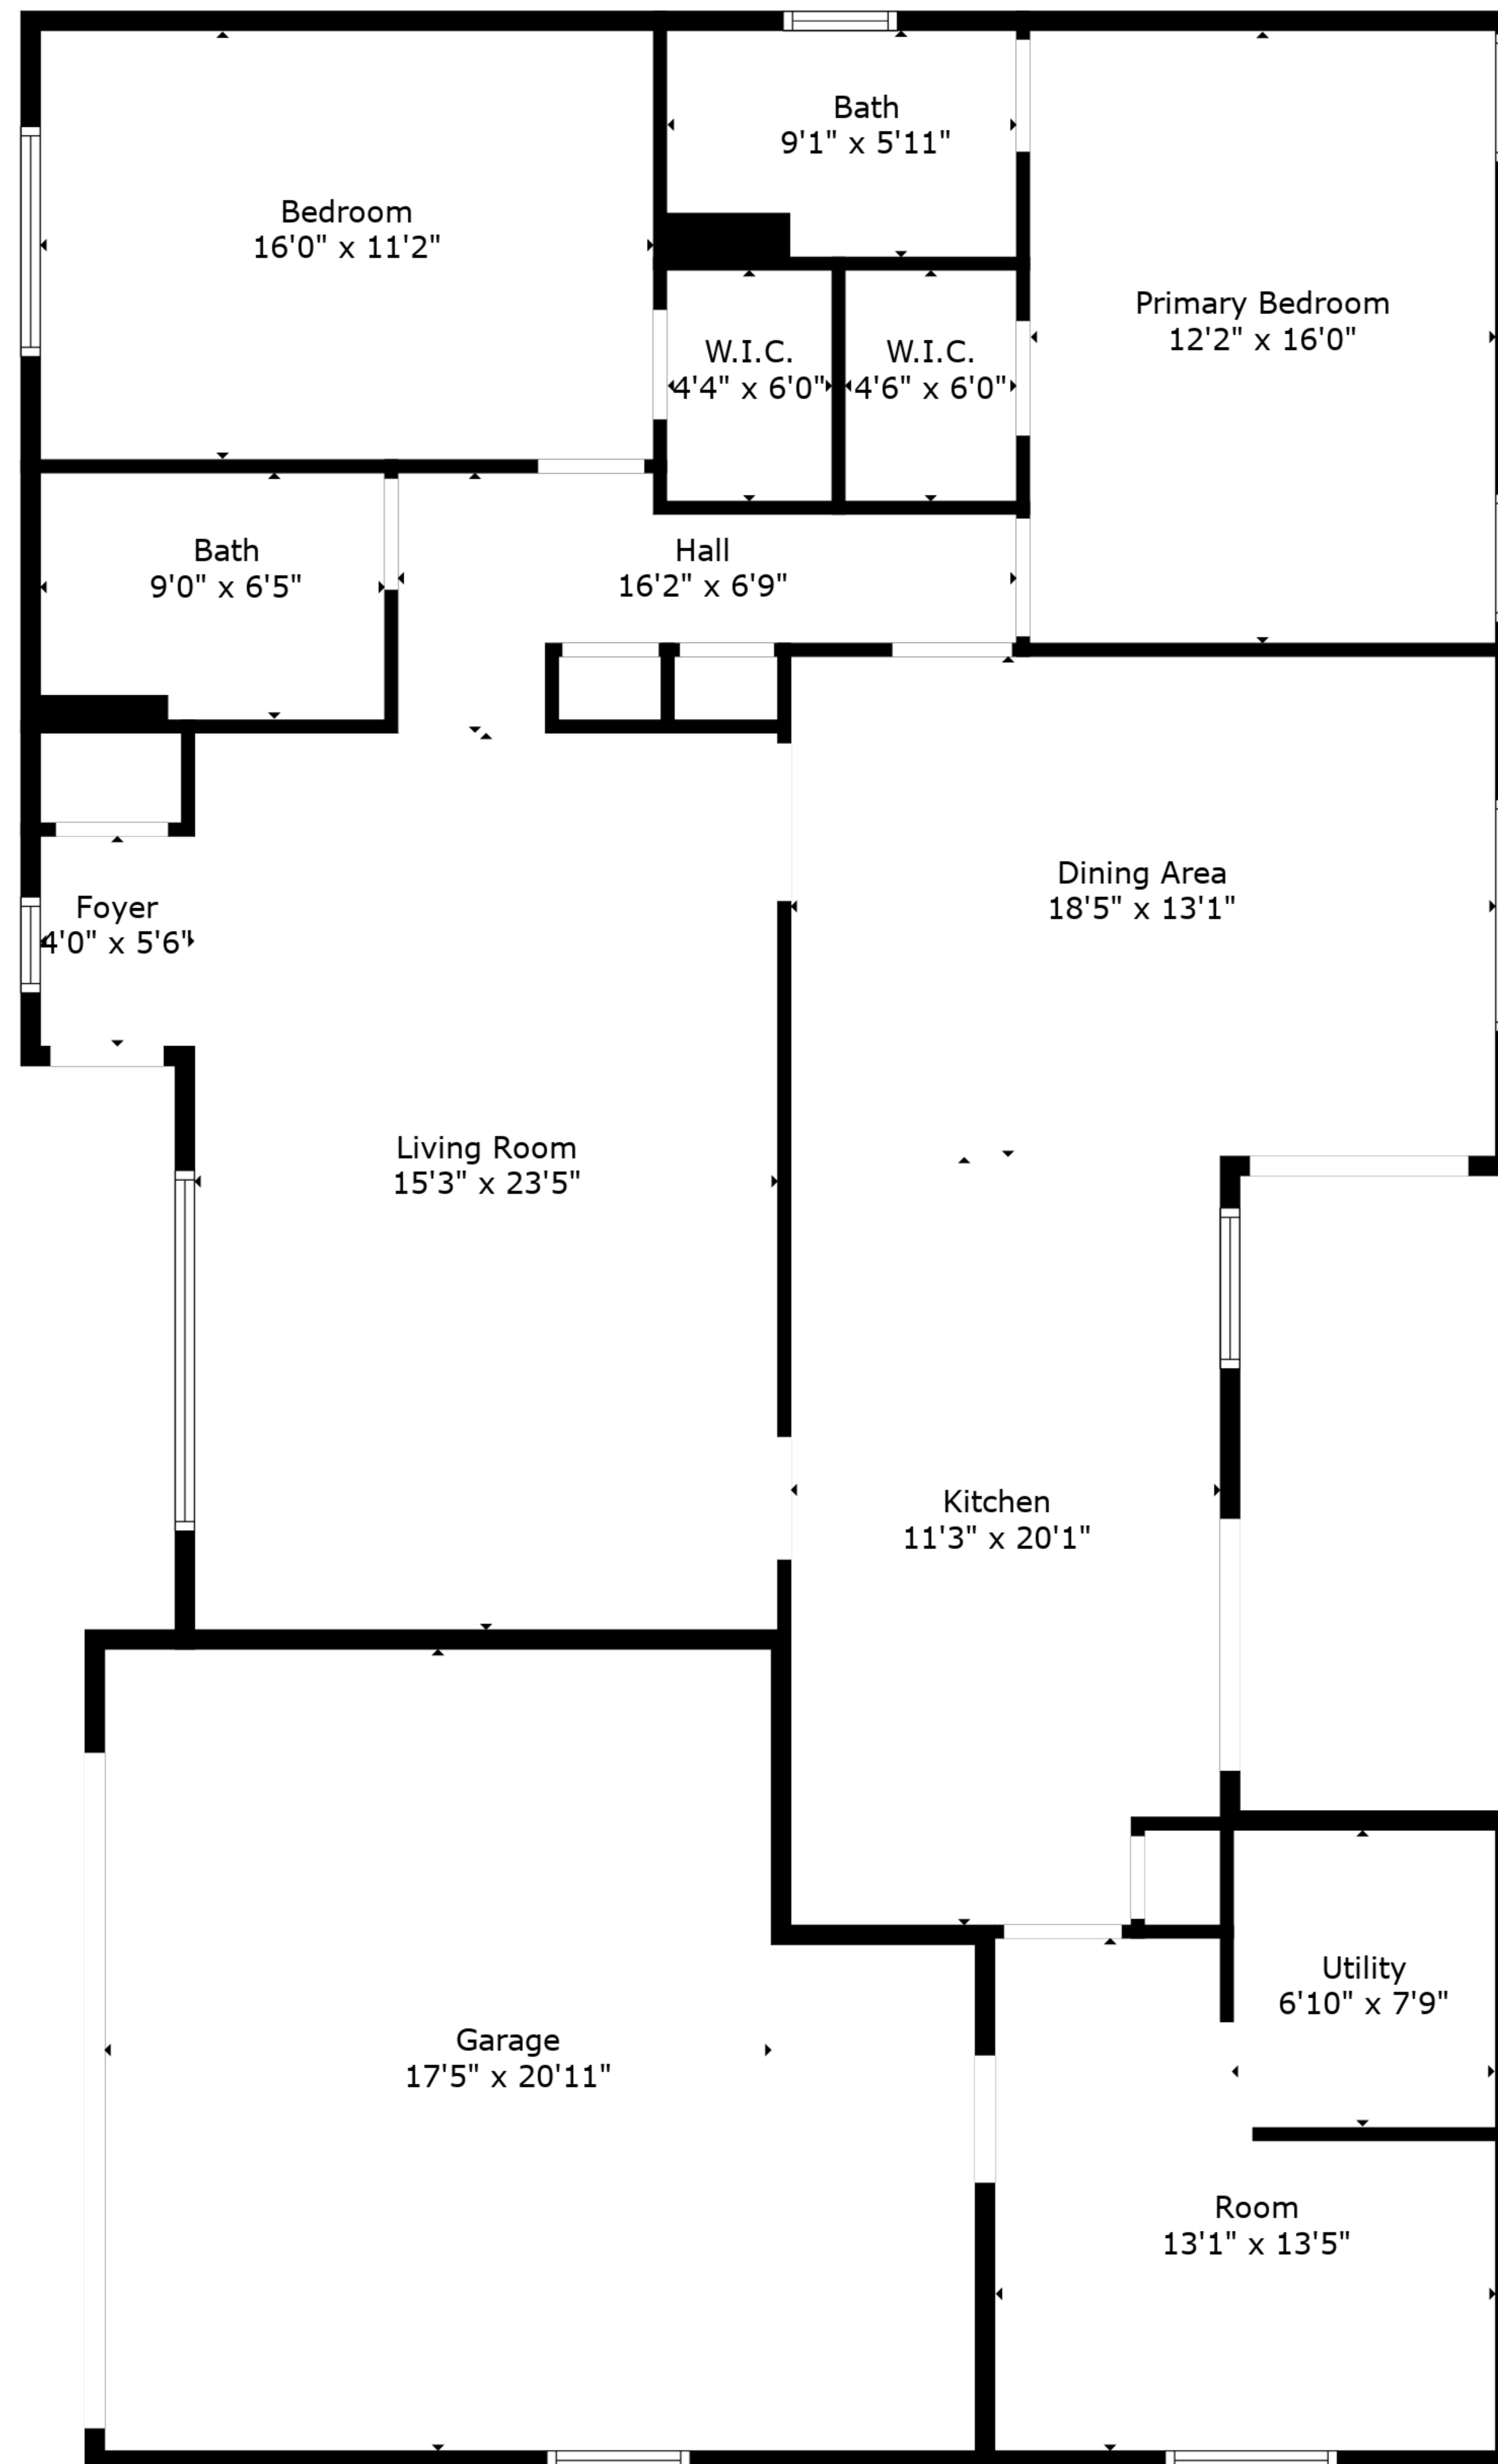 Bath
9'1" x 5'11"
Bedroom
16'0" x 11'2"
Primary Bedroom
12'2" x 16'0"
W.I.C.
4'4" x 6'0"
W.I.C.
4'6" x 6'0"
Bath
9'0" x 6'5"
Hall
16'2" x 6'9"
Dining Area
18'5" x 13'1"
Foyer
4'0" x 5'6"
Living Room
15'3" x 23'5"
Kitchen
11'3" x 20'1"
Utility
6'10" x 7'9"
Garage
17'5" x 20'11"
Room
13'1" x 13'5"